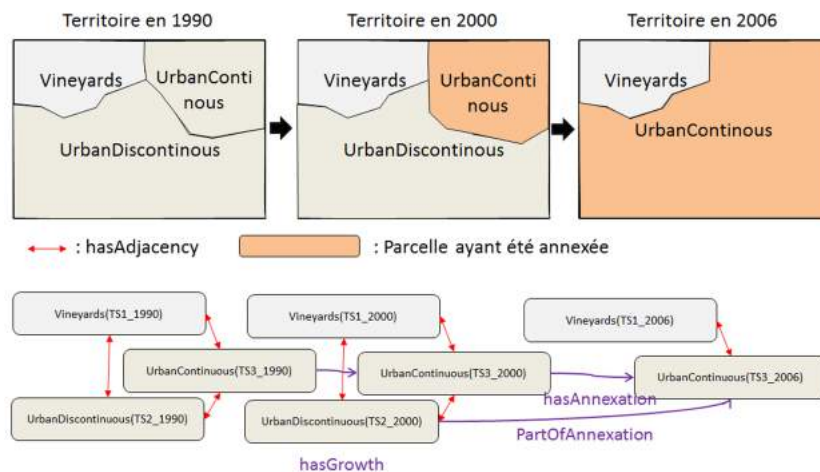 Territoire en 1990
Territoire en 2000
Territoire en 2006
Vineyards
UrbanConti
nous
UrbanDiscontinous
Vineyards
UrbanConti
nous
UrbanDiscontinous
Vineyards
UrbanContinous
: hasAdjacency
: Parcelle ayant été annexée
Vineyards(TS1_1990)
Vineyards(TS1_2000)
Vineyards(TS1_2006)
UrbanContinuous(TS3_1990)
UrbanContinuous(TS3_2000)
UrbanContinuous(TS3_2006)
hasAnnexation
UrbanDiscontinuous(TS2_1990)
UrbanDiscontinuous(TS2_2000)
PartOfAnnexation
hasGrowth